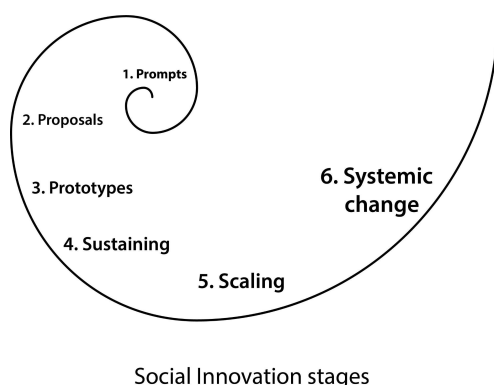 1. Prompts
2. Proposals
3. Prototypes
4. Sustaining
5. Scaling
6. Systemic
change
Social Innovation stages